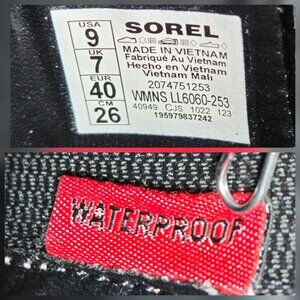 USA
9
UK
7
EUR
40
CM
26
SOREL
MADE IN VIETNAM
Fabriqué Au Vietnam
Hecho en Vietnam
Vietnam Mali
2074751253
WMNS LL6060-253
40949 CJS 1022 123
195979837242
WATERPROOF